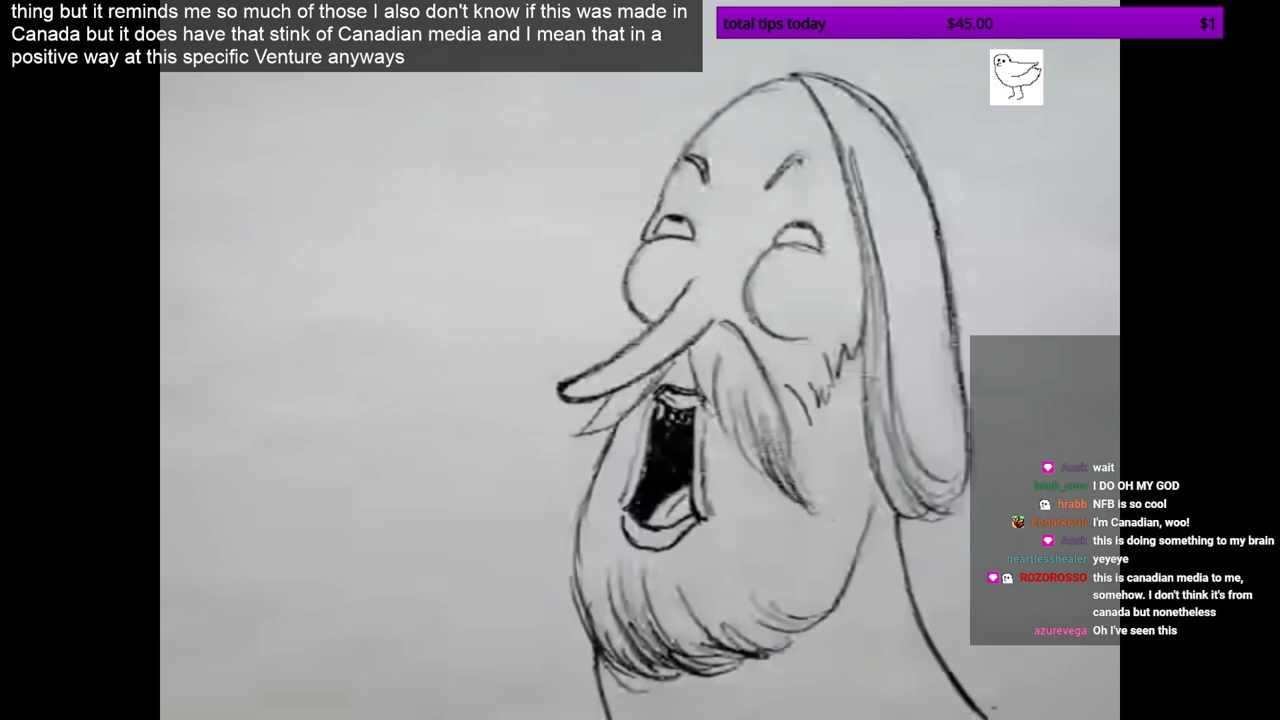 thing but it reminds me so much of those I also don't know if this was made in
Canada but it does have that stink of Canadian media and I mean that in a
positive way at this specific Venture anyways
total tips today $45.00 $1
Ausk wait
I DO OH MY GOD
hrabb NFB is so cool
I'm Canadian, woo!
Ausk this is doing something to my brain
heartlesshealer yeyeye
ROZOROSSO this is canadian media to me,
somehow. I don't think it's from
canada but nonetheless
azurevega Oh I've seen this